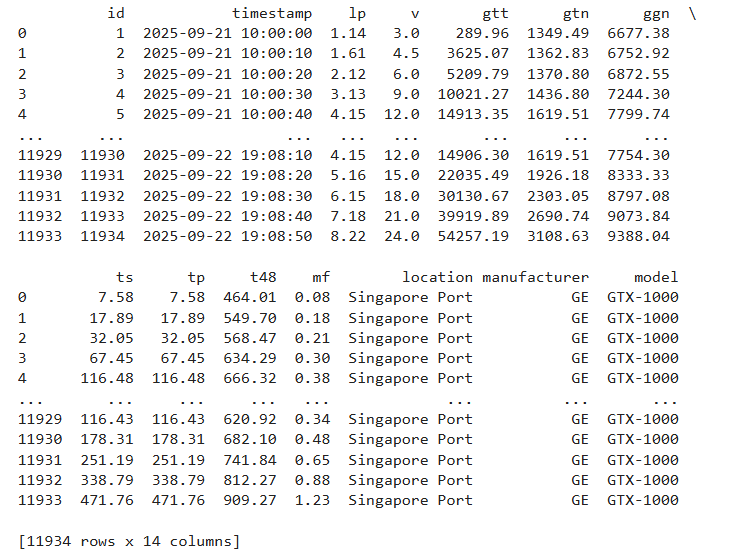 id            timestamp    lp     v       gtt      gtn      ggn  \
0          1  2025-09-21 10:00:00  1.14   3.0    289.96  1349.49  6677.38
1          2  2025-09-21 10:00:10  1.61   4.5   3625.07  1362.83  6752.92
2          3  2025-09-21 10:00:20  2.12   6.0   5209.79  1370.80  6872.55
3          4  2025-09-21 10:00:30  3.13   9.0  10021.27  1436.80  7244.30
4          5  2025-09-21 10:00:40  4.15  12.0  14913.35  1619.51  7799.74
...      ...                  ...   ...   ...       ...      ...      ...
11929  11930  2025-09-22 19:08:10  4.15  12.0  14906.30  1619.51  7754.30
11930  11931  2025-09-22 19:08:20  5.16  15.0  22035.49  1926.18  8333.33
11931  11932  2025-09-22 19:08:30  6.15  18.0  30130.67  2303.05  8797.08
11932  11933  2025-09-22 19:08:40  7.18  21.0  39919.89  2690.74  9073.84
11933  11934  2025-09-22 19:08:50  8.22  24.0  54257.19  3108.63  9388.04
           ts      tp     t48    mf        location manufacturer     model
0        7.58    7.58  464.01  0.08  Singapore Port           GE  GTX-1000
1       17.89   17.89  549.70  0.18  Singapore Port           GE  GTX-1000
2       32.05   32.05  568.47  0.21  Singapore Port           GE  GTX-1000
3       67.45   67.45  634.29  0.30  Singapore Port           GE  GTX-1000
4      116.48  116.48  666.32  0.38  Singapore Port           GE  GTX-1000
...       ...     ...     ...   ...             ...          ...       ...
11929  116.43  116.43  620.92  0.34  Singapore Port           GE  GTX-1000
11930  178.31  178.31  682.10  0.48  Singapore Port           GE  GTX-1000
11931  251.19  251.19  741.84  0.65  Singapore Port           GE  GTX-1000
11932  338.79  338.79  812.27  0.88  Singapore Port           GE  GTX-1000
11933  471.76  471.76  909.27  1.23  Singapore Port           GE  GTX-1000
[11934 rows x 14 columns]